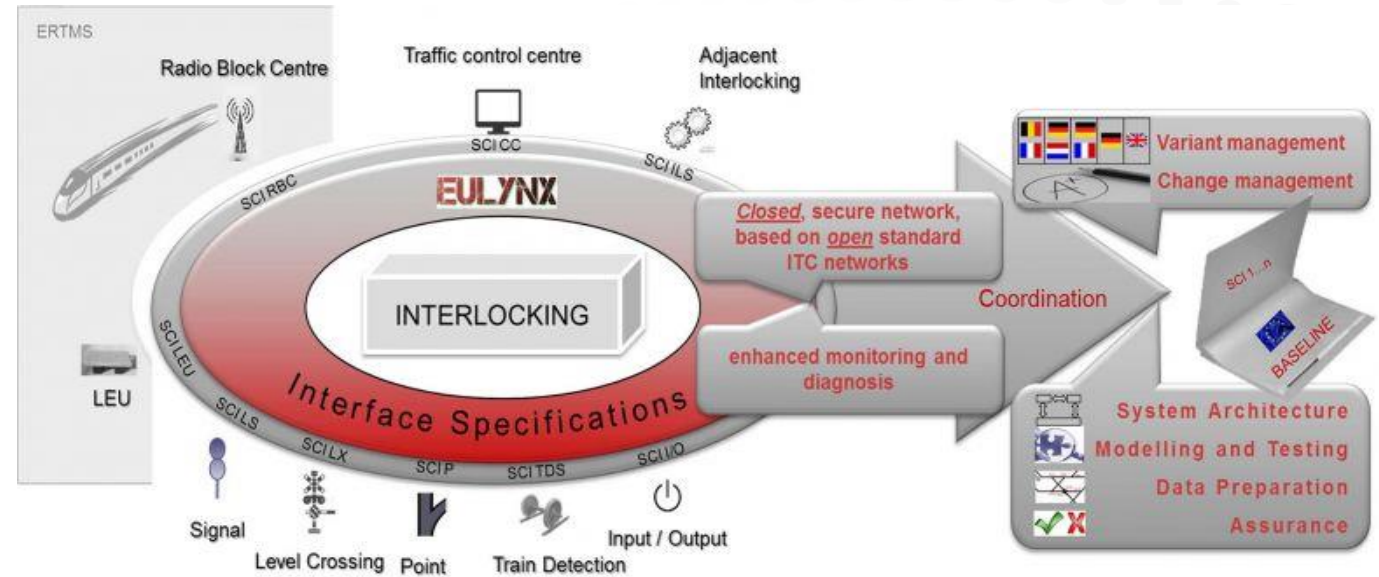 ERTMS
Radio Block Centre
Traffic control centre
Adjacent
Interlocking
SCI CC
SCI ILS
SCI RBC
EULYNX
Closed, secure network,
based on open standard
ITC networks
Variant management
Change management
INTERLOCKING
Coordination
SCI 1...n
BASELINE
enhanced monitoring and
diagnosis
Interface Specifications
SCI LEU
LEU
SCI LS
SCI LX
SCI P
SCI TDS
SCI I/O
Signal
Level Crossing
Point
Train Detection
Input / Output
System Architecture
Modelling and Testing
Data Preparation
Assurance
A+